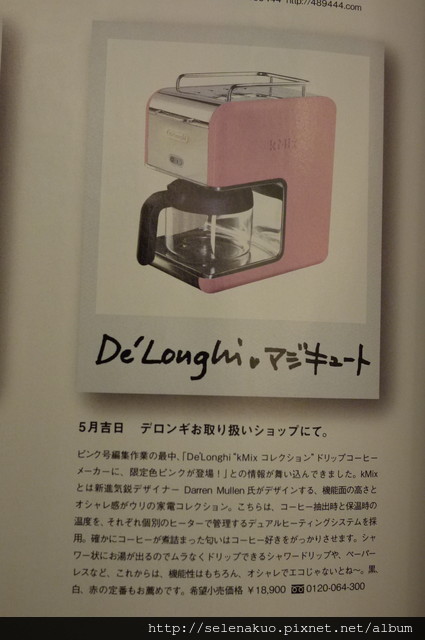 http://489444.com
De'Longhi
kMix
De'Longhi♥マジキュート
5月吉日 デロンギお取り扱いショップにて。
ピンク号編集作業の最中、「De'Longhi "kMix コレクション"ドリップコーヒー
メーカーに、限定色ピンクが登場！」との情報が舞い込んできました。kMix
とは新進気鋭デザイナー Darren Mullen 氏がデザインする、機能面の高さと
オシャレ感がウリの家電コレクション。こちらは、コーヒー抽出時と保温時の
温度を、それぞれ個別のヒーターで管理するデュアルヒーティングシステムを採
用。確かにコーヒーが煮詰まった匂いはコーヒー好きをがっかりさせます。シャ
ワー状にお湯が出るのでムラなくドリップできるシャワードリップや、ペーパー
レスなど、これからは、機能性はもちろん、オシャレでエコじゃないとね〜。黒、
白、赤の定番もお薦めです。希望小売価格 ￥18,900 0120-064-300
http://selenakuo.pixnet.net/album